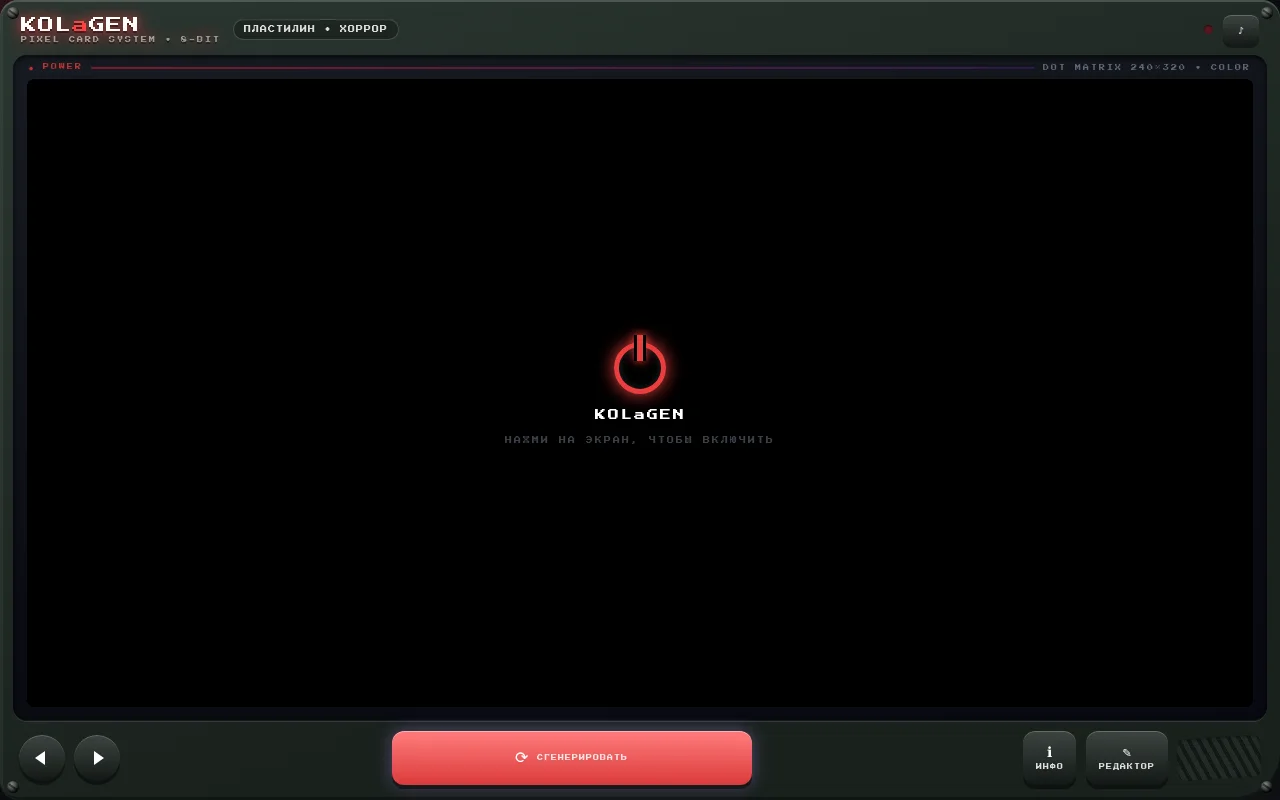 KOLaGEN
PIXEL CARD SYSTEM • 8-BIT
ПЛАСТИЛИН • ХОРРОР
♪
POWER
DOT MATRIX 240×320 • COLOR
KOLaGEN
НАЖМИ НА ЭКРАН, ЧТОБЫ ВКЛЮЧИТЬ
⟳ СГЕНЕРИРОВАТЬ
ИНФО
РЕДАКТОР